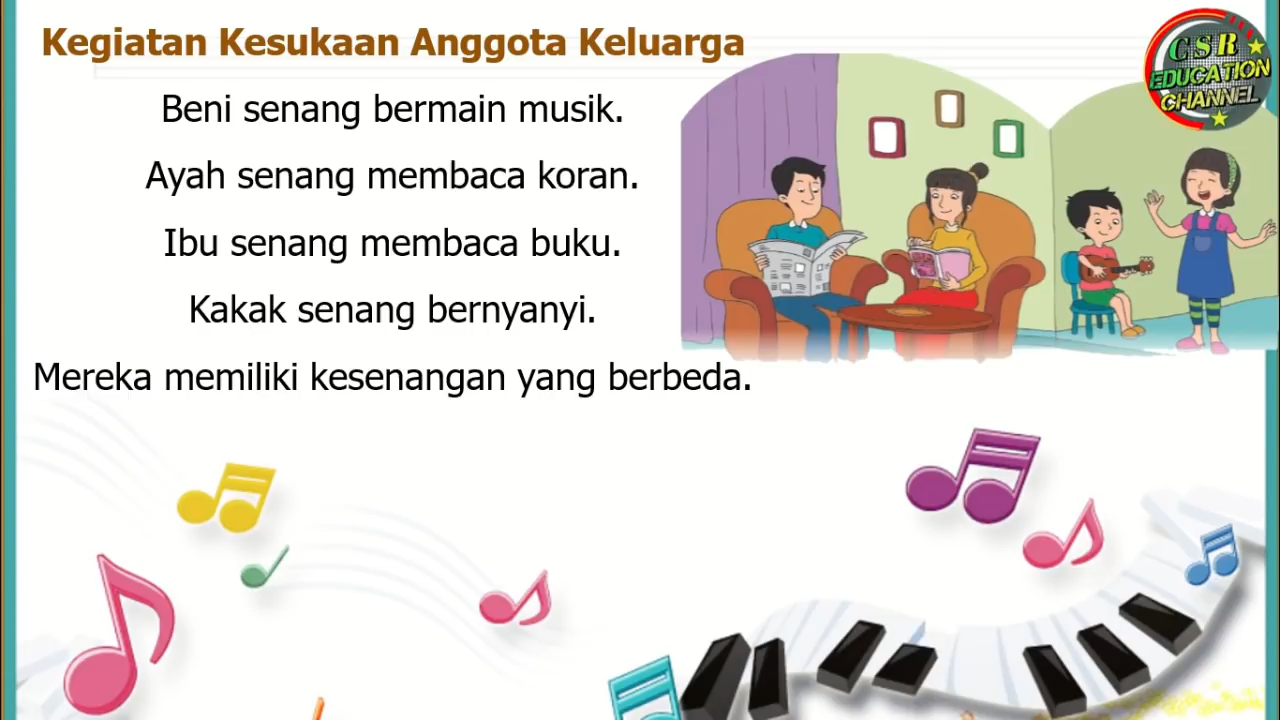 Kegiatan Kesukaan Anggota Keluarga
CSR
EDUCATION
CHANNEL
Beni senang bermain musik.
Ayah senang membaca koran.
Ibu senang membaca buku.
Kakak senang bernyanyi.
Mereka memiliki kesenangan yang berbeda.